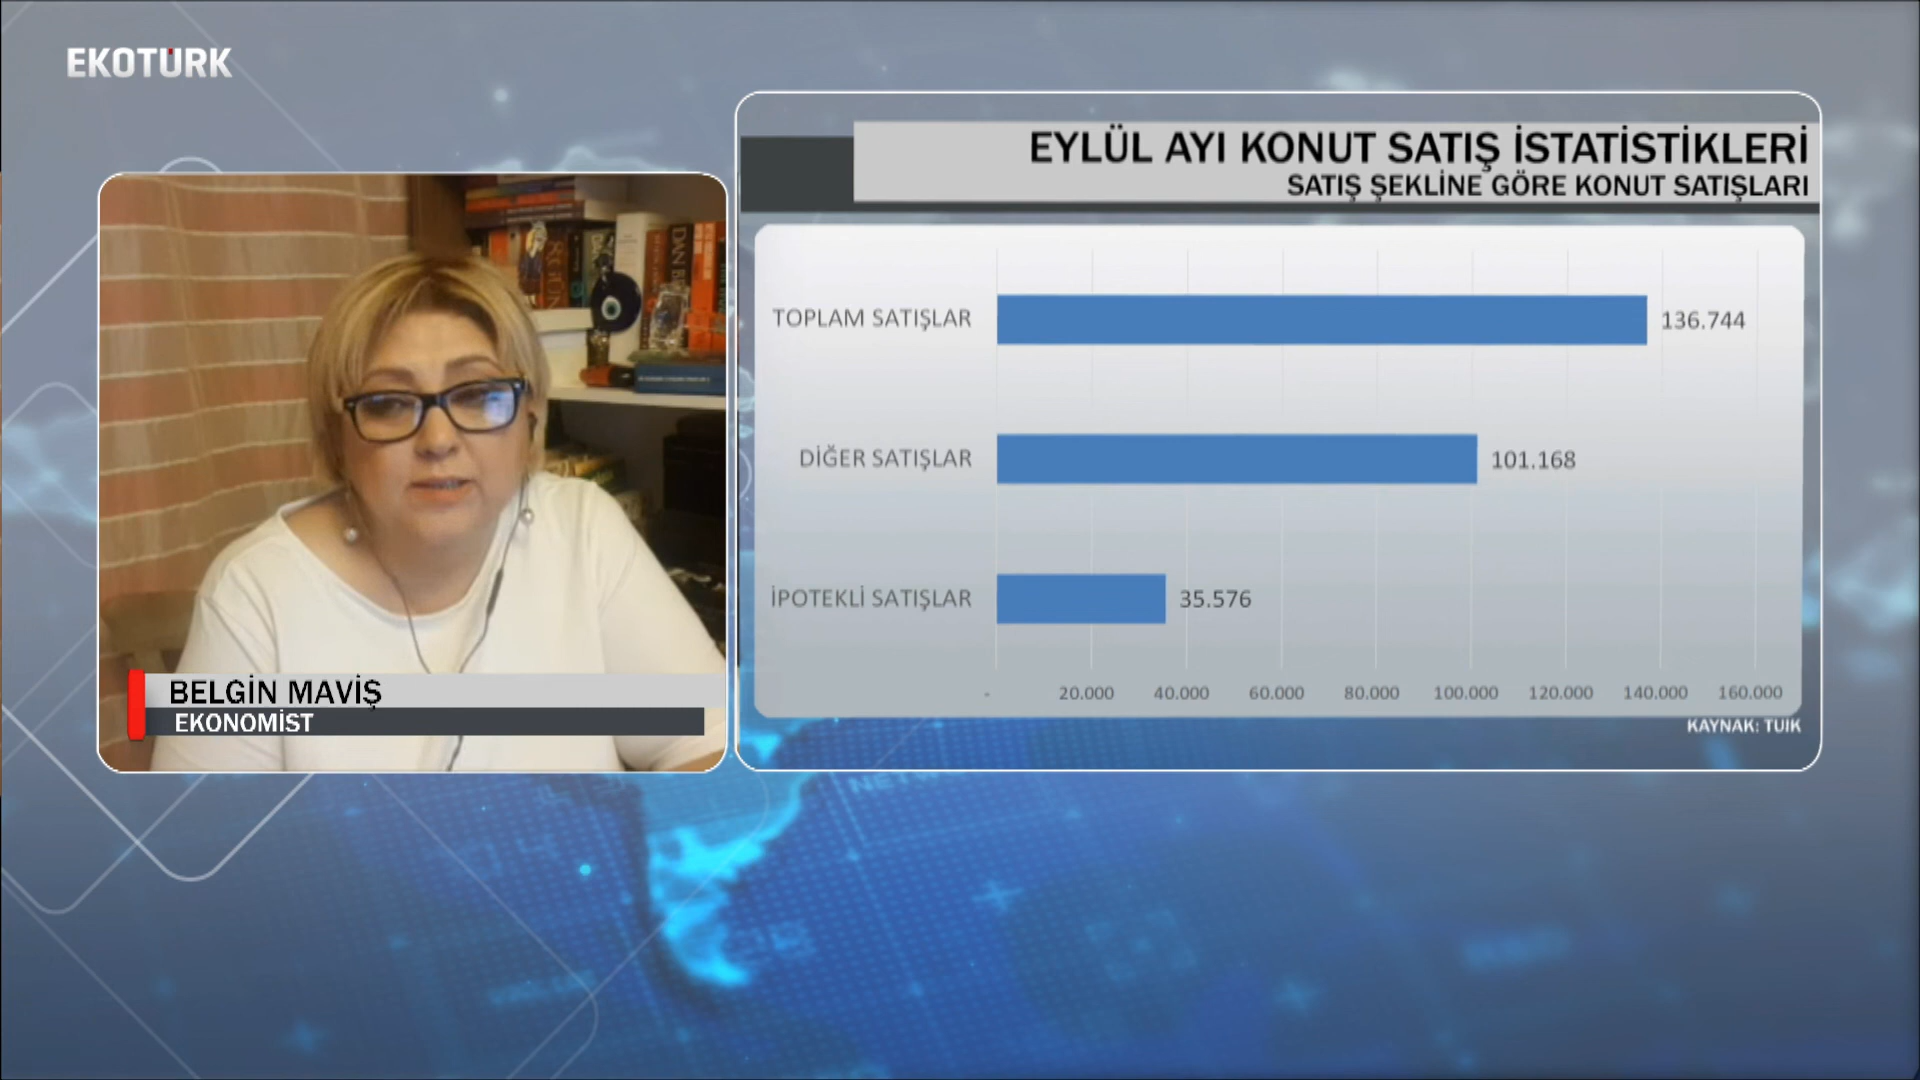 EKOTÜRK
EYLÜL AYI KONUT SATIŞ İSTATİSTİKLERİ
SATIŞ ŞEKLİNE GÖRE KONUT SATIŞLARI
TOPLAM SATIŞLAR 136.744
DİĞER SATIŞLAR 101.168
İPOTEKLİ SATIŞLAR 35.576
- 20.000 40.000 60.000 80.000 100.000 120.000 140.000 160.000
KAYNAK: TUIK
BELGİN MAVİŞ
EKONOMİST